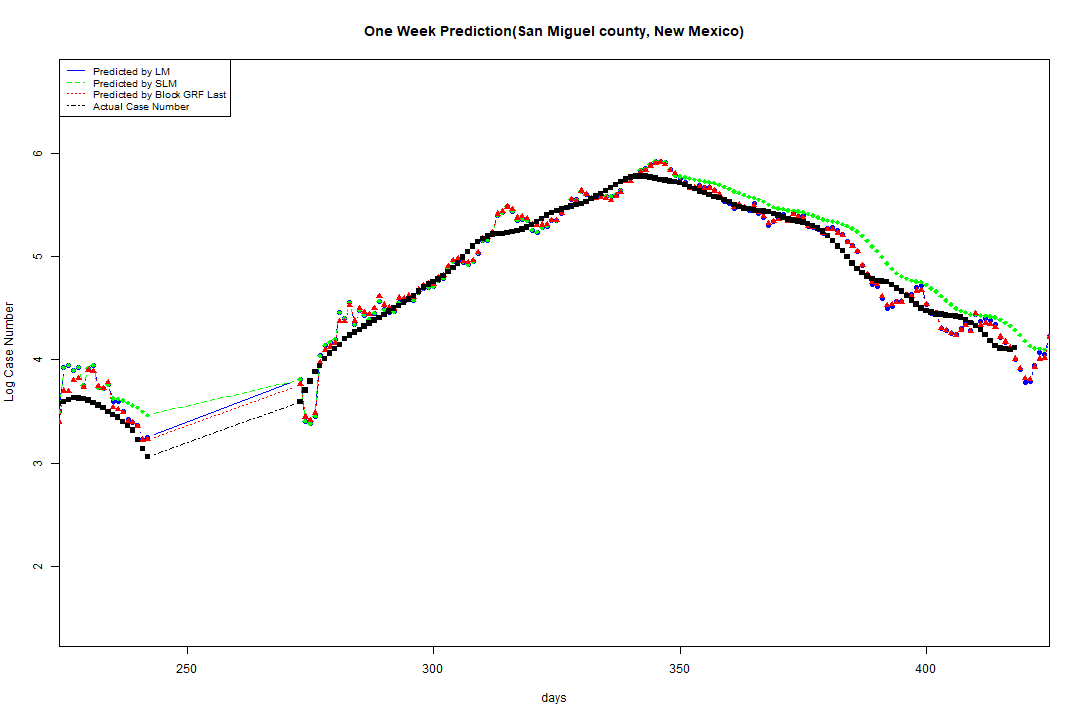 One Week Prediction(San Miguel county, New Mexico)
Predicted by LM
Predicted by SLM
Predicted by Block GRF Last
Actual Case Number
6
5
4
3
2
Log Case Number
250 300 350 400
days